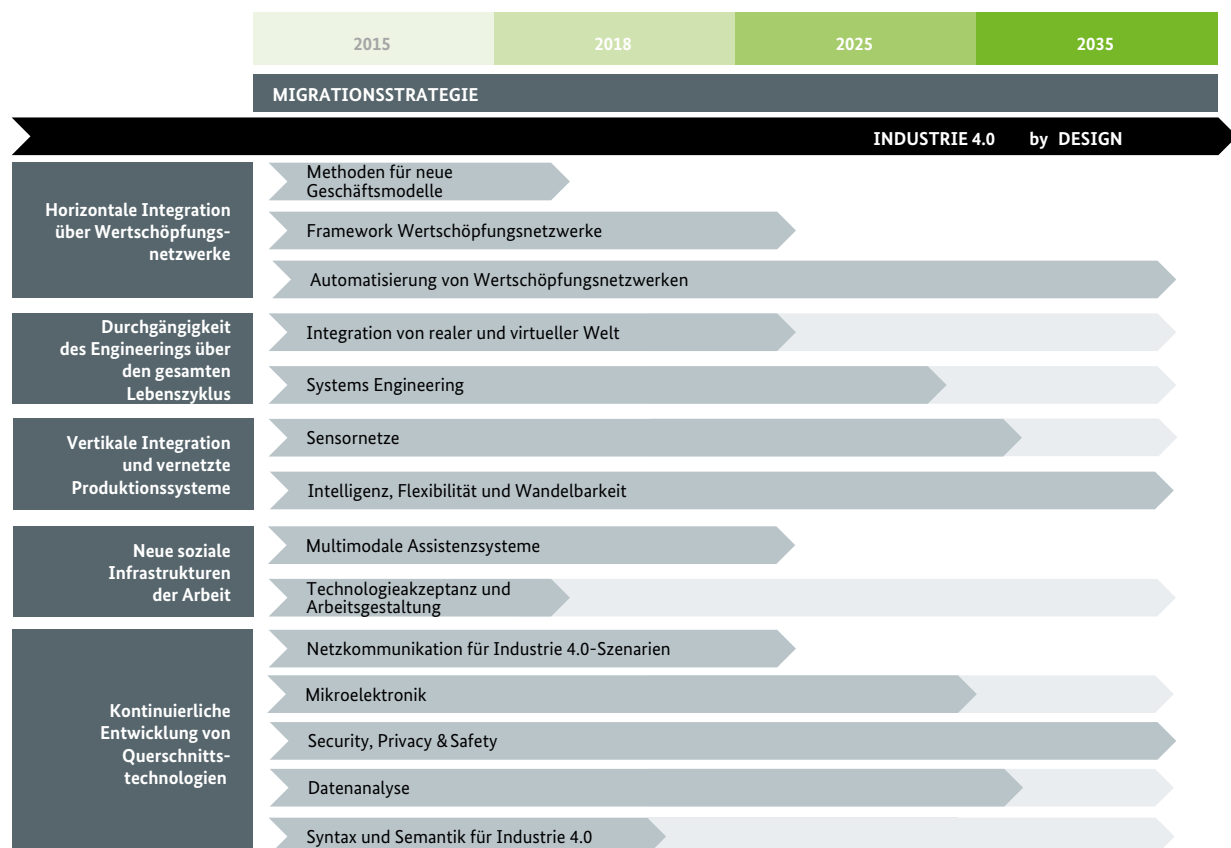 2015
2018
2025
2035
MIGRATIONSSTRATEGIE
INDUSTRIE 4.0 by DESIGN
Horizontale Integration
über Wertschöpfungs-
netzwerke
Methoden für neue
Geschäftsmodelle
Framework Wertschöpfungsnetzwerke
Automatisierung von Wertschöpfungsnetzwerken
Durchgängigkeit
des Engineerings über
den gesamten
Lebenszyklus
Integration von realer und virtueller Welt
Systems Engineering
Vertikale Integration
und vernetzte
Produktionssysteme
Sensornetze
Intelligenz, Flexibilität und Wandelbarkeit
Neue soziale
Infrastrukturen
der Arbeit
Multimodale Assistenzsysteme
Technologieakzeptanz und
Arbeitsgestaltung
Kontinuierliche
Entwicklung von
Querschnitts-
technologien
Netzkommunikation für Industrie 4.0-Szenarien
Mikroelektronik
Security, Privacy & Safety
Datenanalyse
Syntax und Semantik für Industrie 4.0